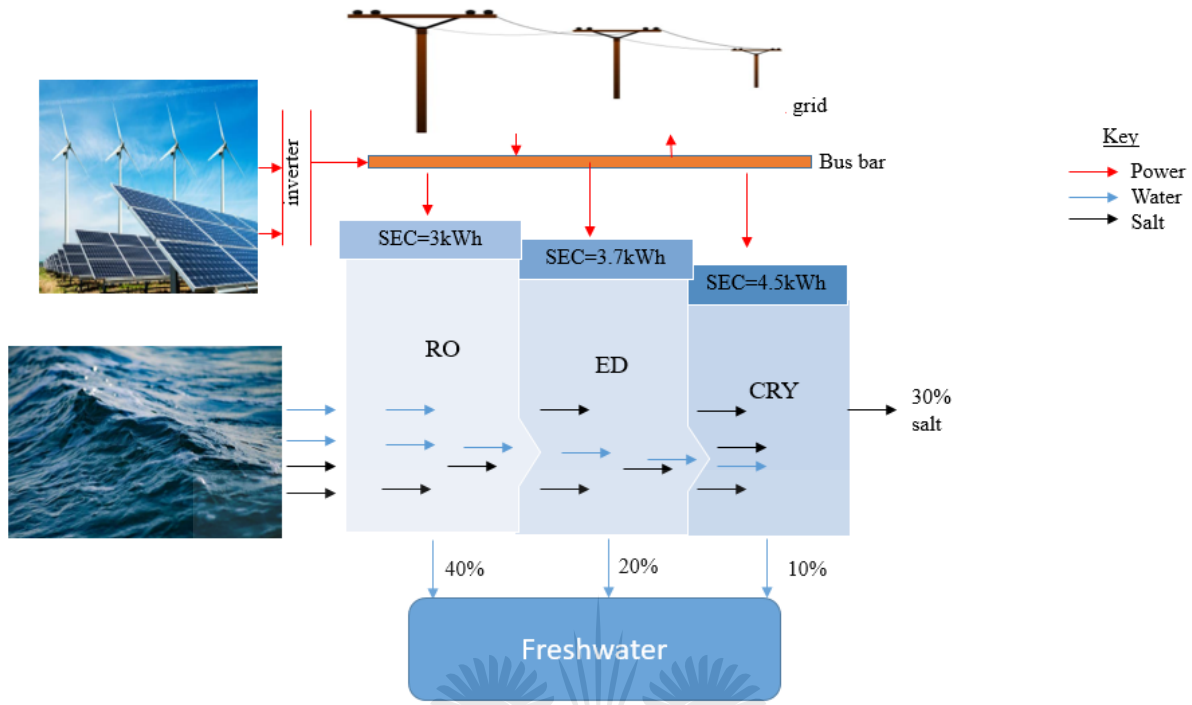 grid
inverter
Bus bar
Key
Power
Water
Salt
SEC=3kWh
SEC=3.7kWh
SEC=4.5kWh
RO
ED
CRY
30%
salt
40%
20%
10%
Freshwater